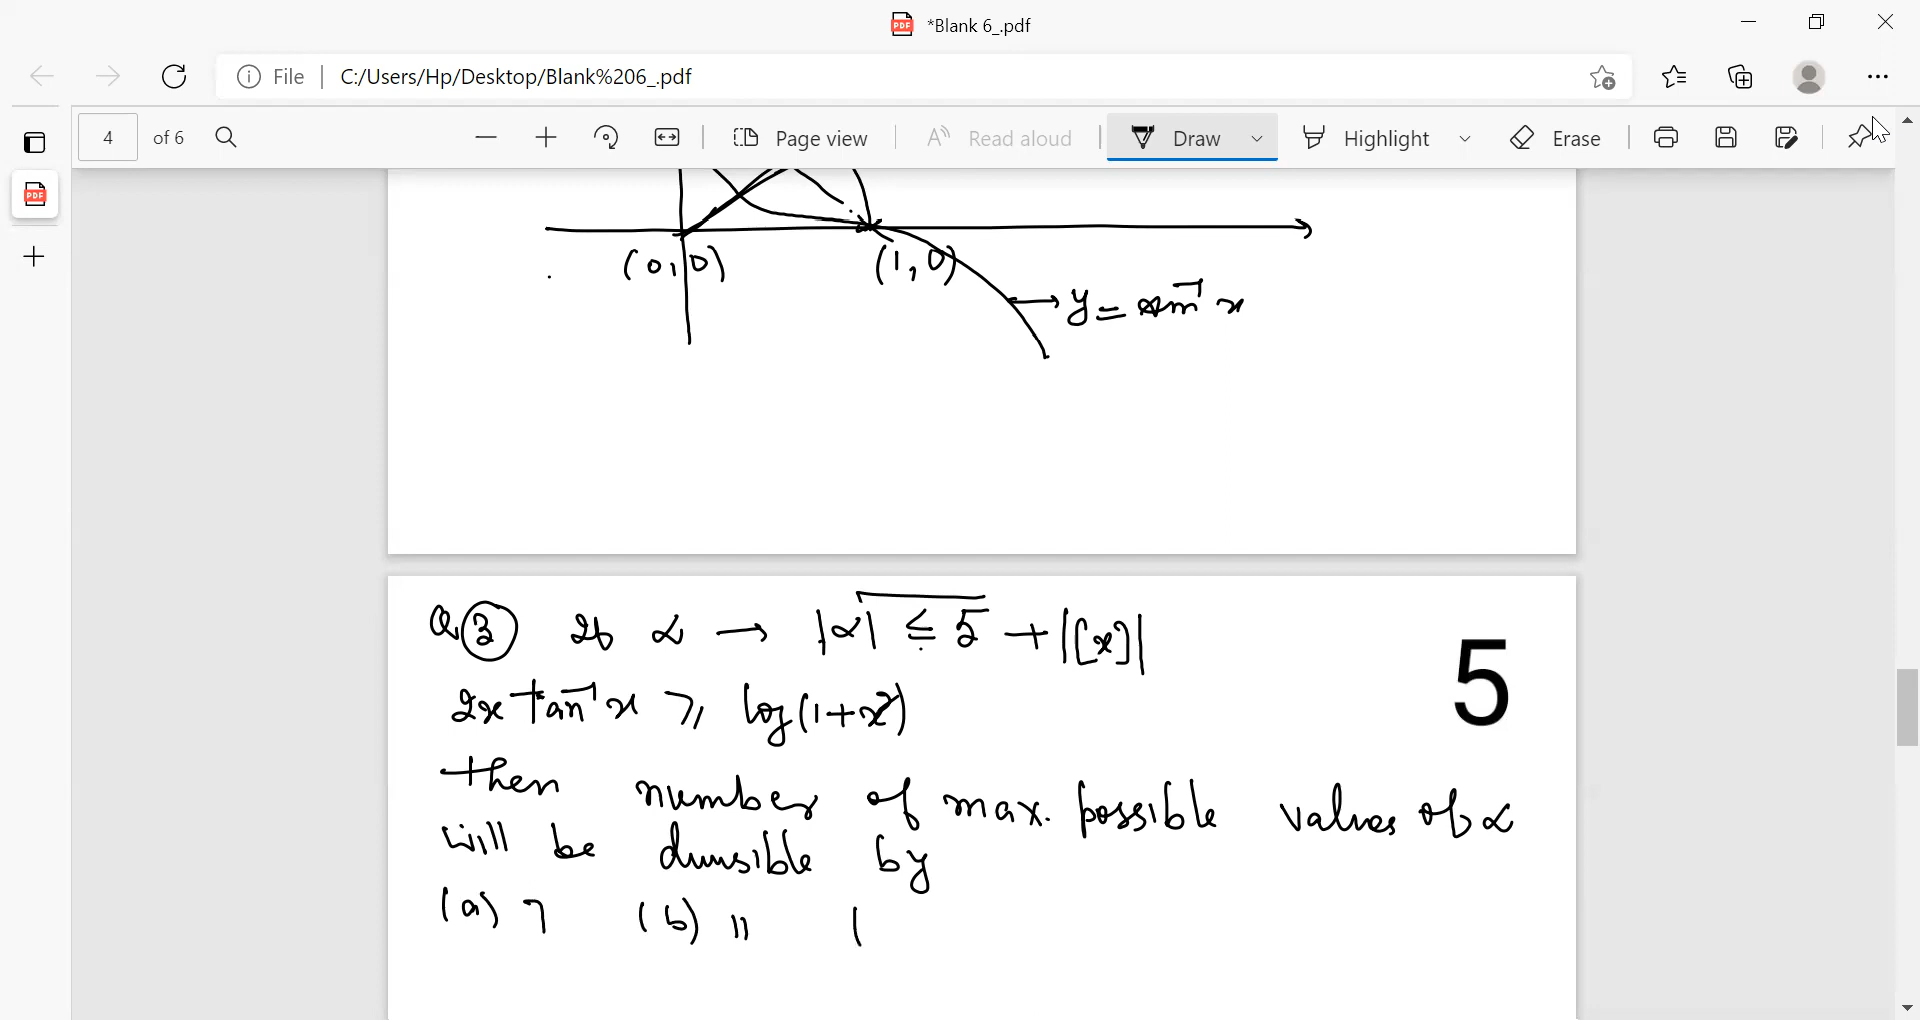 *Blank 6_.pdf
File | C:/Users/Hp/Desktop/Blank%206_.pdf
4 of 6 Page view Read aloud Draw Highlight Erase
(0,0) (1,0)
y = sin⁻¹ x
Q.3 If α → |α| ≤ 5 + |[x]|
2x tan⁻¹ x ≥ log(1+x²)
5
then number of max. possible values of α
will be divisible by
(a) 7 (b) 11 (